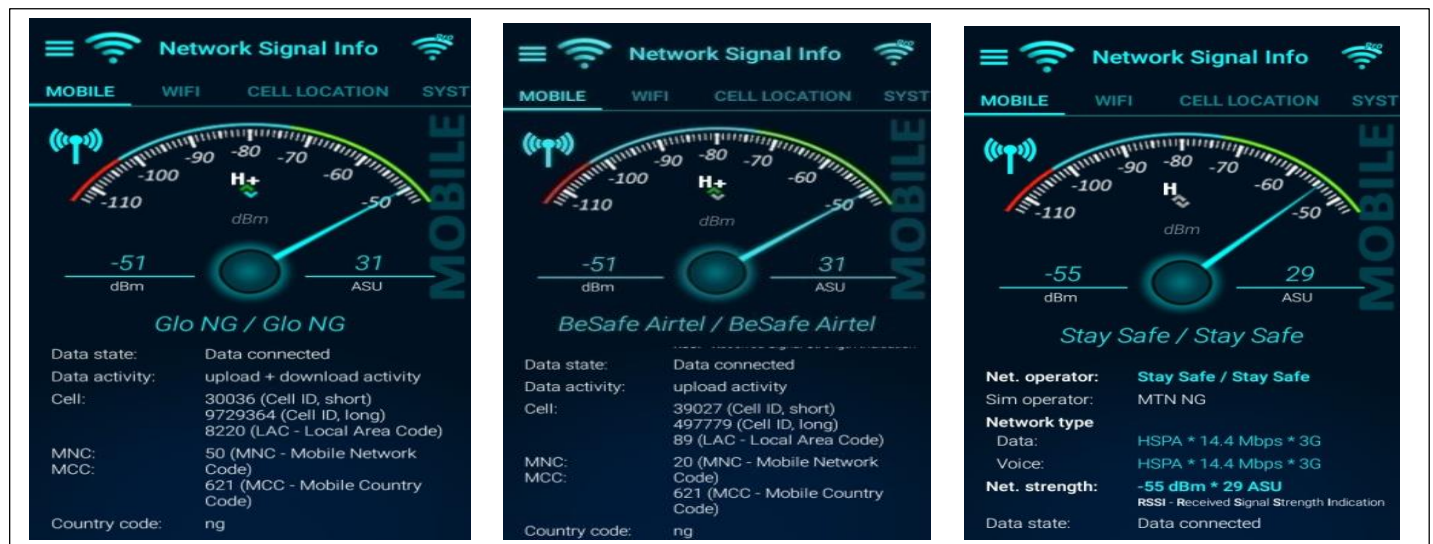 Network Signal Info
Pro
MOBILE WIFI CELL LOCATION SYST
-110 -100 -90 -80 -70 -60 -50
H+
dBm
MOBILE
-51 31
dBm ASU
Glo NG / Glo NG
Data state: Data connected
Data activity: upload + download activity
Cell: 30036 (Cell ID, short)
9729364 (Cell ID, long)
8220 (LAC - Local Area Code)
MNC: 50 (MNC - Mobile Network
MCC: Code)
621 (MCC - Mobile Country
Code)
Country code: ng
Network Signal Info
Pro
MOBILE WIFI CELL LOCATION SYST
-110 -100 -90 -80 -70 -60 -50
H+
dBm
MOBILE
-51 31
dBm ASU
BeSafe Airtel / BeSafe Airtel
Data state: Data connected
Data activity: upload activity
Cell: 39027 (Cell ID, short)
497779 (Cell ID, long)
89 (LAC - Local Area Code)
MNC: 20 (MNC - Mobile Network
MCC: Code)
621 (MCC - Mobile Country
Code)
Country code: ng
Network Signal Info
Pro
MOBILE WIFI CELL LOCATION SYST
-110 -100 -90 -80 -70 -60 -50
H
dBm
MOBILE
-55 29
dBm ASU
Stay Safe / Stay Safe
Net. operator: Stay Safe / Stay Safe
Sim operator: MTN NG
Network type
Data: HSPA * 14.4 Mbps * 3G
Voice: HSPA * 14.4 Mbps * 3G
Net. strength: -55 dBm * 29 ASU
RSSI - Received Signal Strength Indication
Data state: Data connected